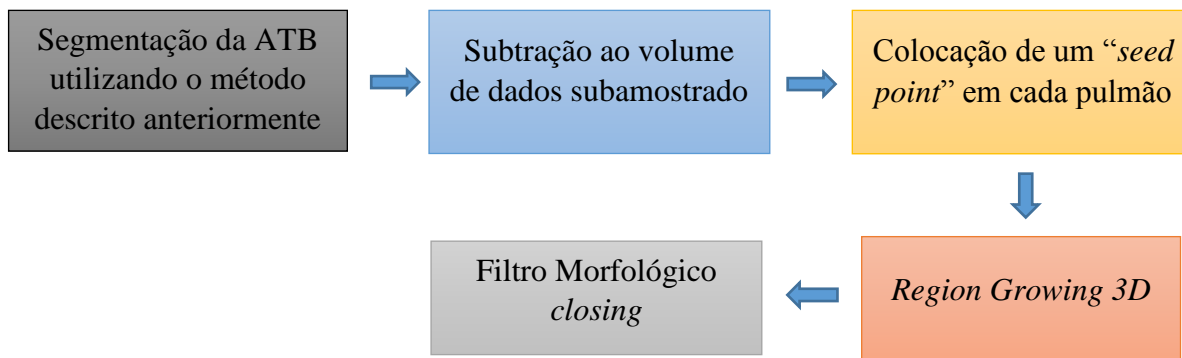 Segmentação da ATB
utilizando o método
descrito anteriormente
Subtração ao volume
de dados subamostrado
Colocação de um “seed
point” em cada pulmão
Region Growing 3D
Filtro Morfológico
closing